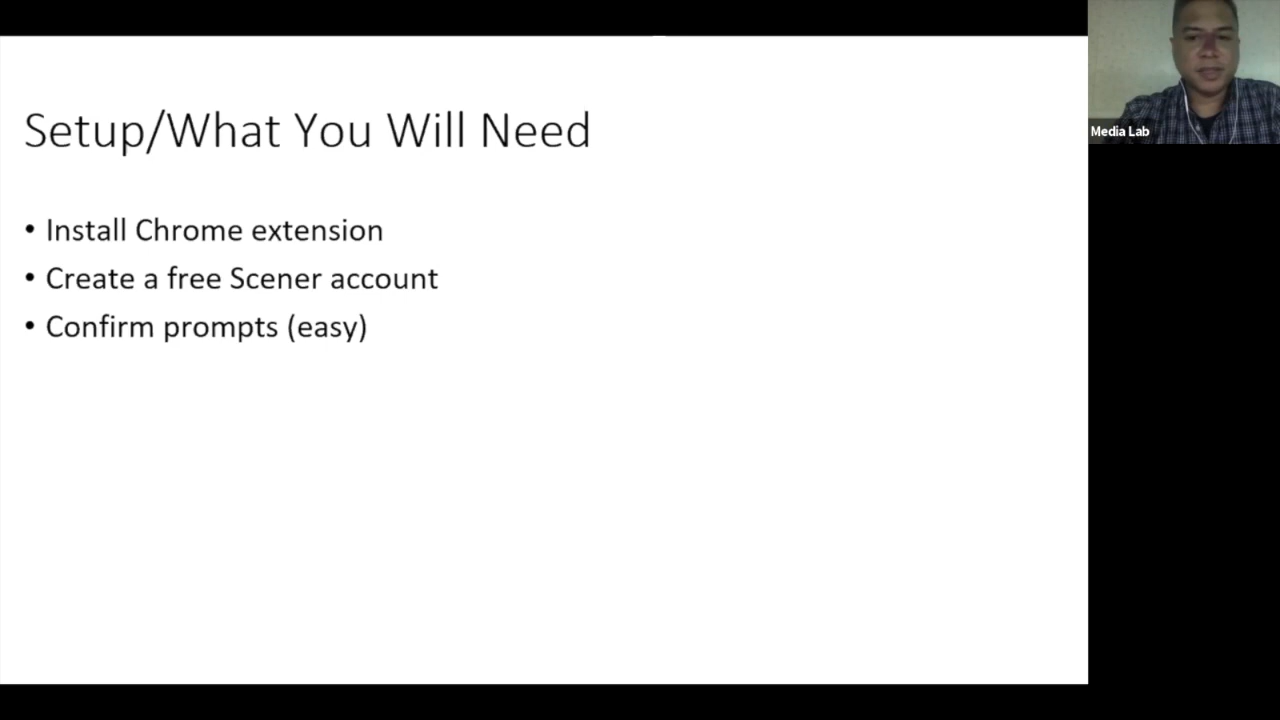 Setup/What You Will Need
• Install Chrome extension
• Create a free Scener account
• Confirm prompts (easy)
Media Lab